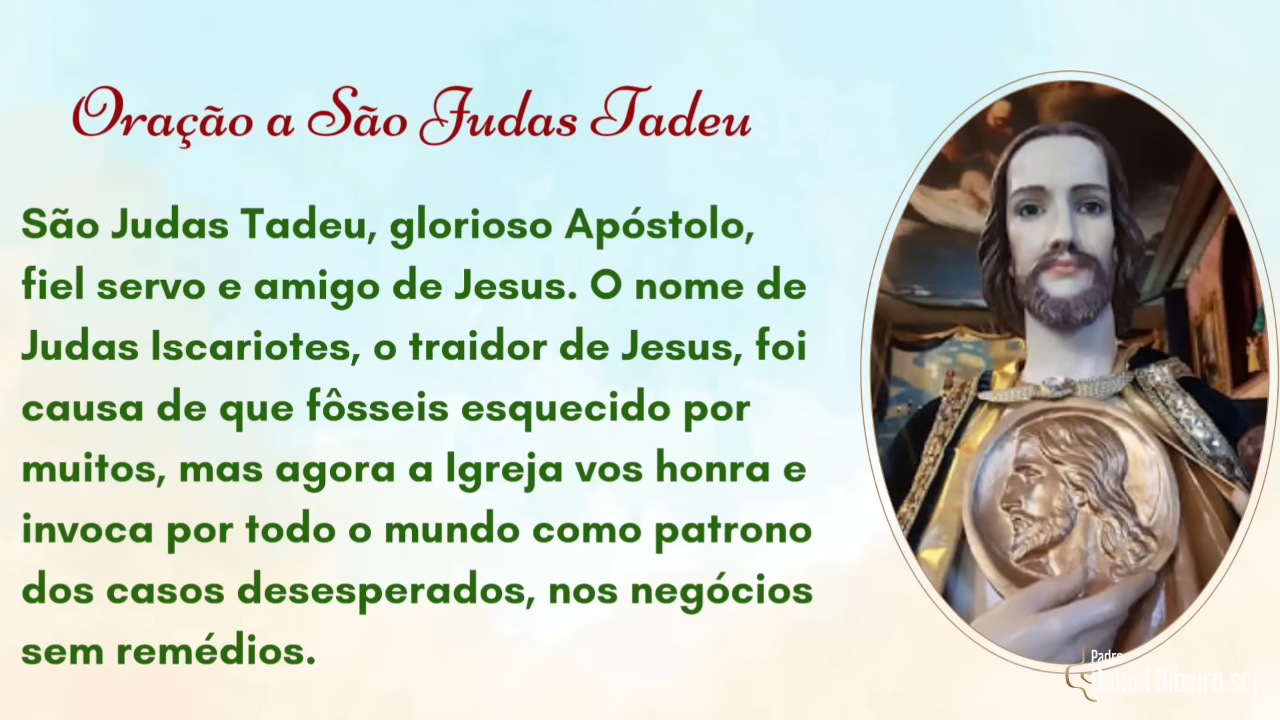 Oração a São Judas Tadeu
São Judas Tadeu, glorioso Apóstolo,
fiel servo e amigo de Jesus. O nome de
Judas Iscariotes, o traidor de Jesus, foi
causa de que fôsseis esquecido por
muitos, mas agora a Igreja vos honra e
invoca por todo o mundo como patrono
dos casos desesperados, nos negócios
sem remédios.
Padre
Daniel Ribeiro